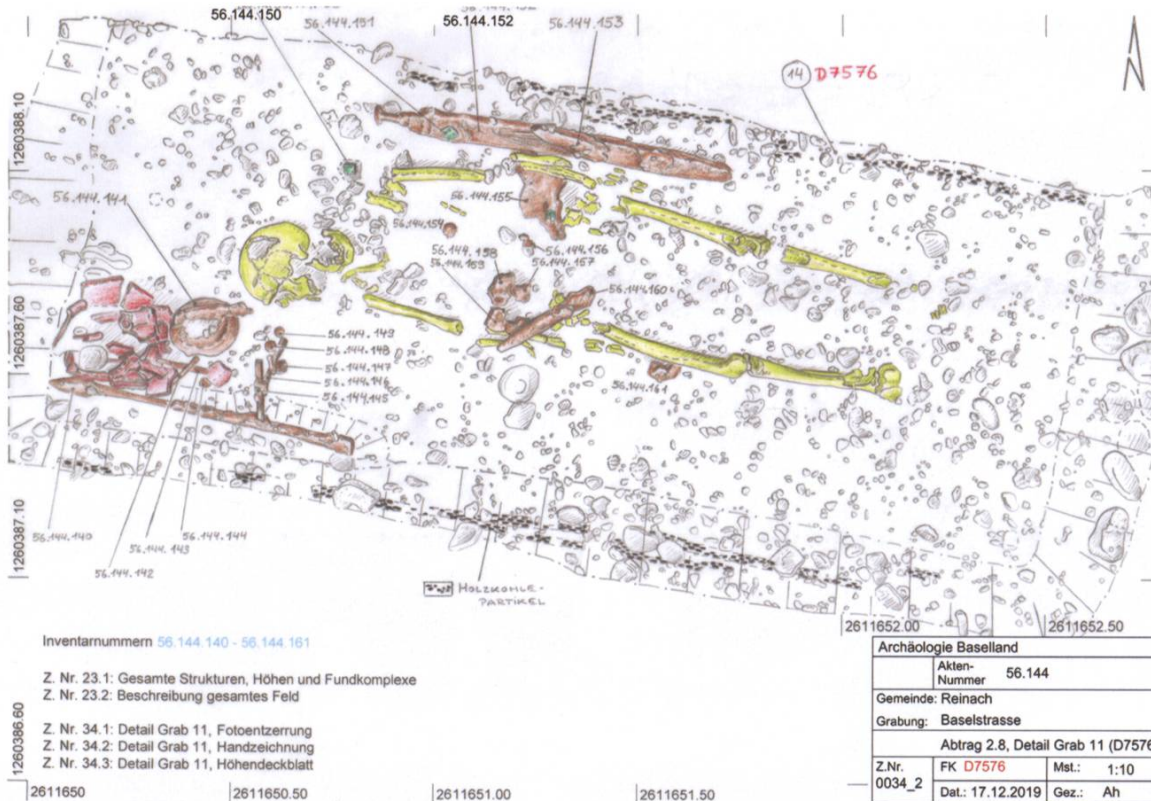 56.144.150
56.144.151
56.144.152
56.144.153
14 D7576
1260388.10
56.144.141
56.144.155
56.144.154
56.144.158
56.144.156
56.144.159
56.144.157
56.144.160
1260387.60
56.144.149
56.144.148
56.144.147
56.144.146
56.144.145
56.144.161
1260387.10
56.144.140
56.144.143
56.144.144
56.144.142
HOLZKOHLE-
PARTIKEL
2611652.00
2611652.50
Inventarnummern 56.144.140 - 56.144.161
Z. Nr. 23.1: Gesamte Strukturen, Höhen und Fundkomplexe
Z. Nr. 23.2: Beschreibung gesamtes Feld
Z. Nr. 34.1: Detail Grab 11, Fotoentzerrung
Z. Nr. 34.2: Detail Grab 11, Handzeichnung
Z. Nr. 34.3: Detail Grab 11, Höhendeckblatt
1260386.60
2611650
2611650.50
2611651.00
2611651.50
Archäologie Baselland
Akten-
Nummer 56.144
Gemeinde: Reinach
Grabung: Baselstrasse
Abtrag 2.8, Detail Grab 11 (D7576
Z.Nr. FK D7576 Mst.: 1:10
0034_2 Dat.: 17.12.2019 Gez.: Ah